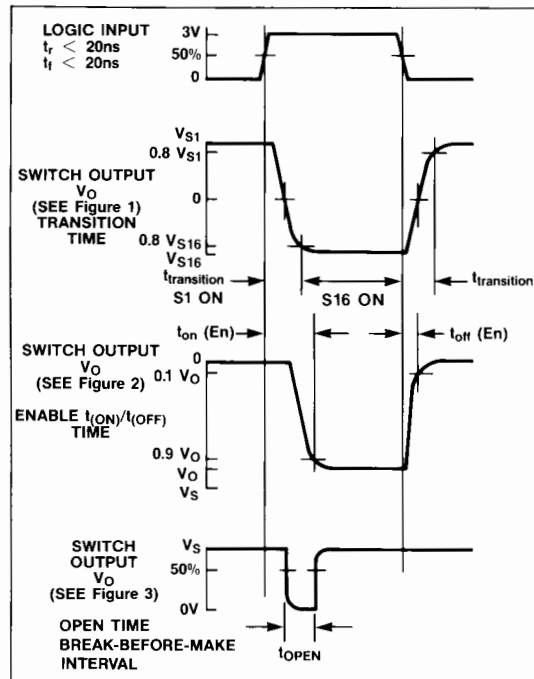 LOGIC INPUT
tr < 20ns
tf < 20ns
3V
50%
0
VS1
0.8 VS1
SWITCH OUTPUT
VO
(SEE Figure 1)
TRANSITION
TIME
0
0.8 VS16
VS16
ttransition
S1 ON
S16 ON
ttransition
ton (En)
toff (En)
SWITCH OUTPUT
VO
(SEE Figure 2)
0
0.1 VO
ENABLE t(ON)/t(OFF)
TIME
0.9 VO
VO
VS
SWITCH
OUTPUT
VO
(SEE Figure 3)
VS
50%
0V
OPEN TIME
BREAK-BEFORE-MAKE
INTERVAL
tOPEN